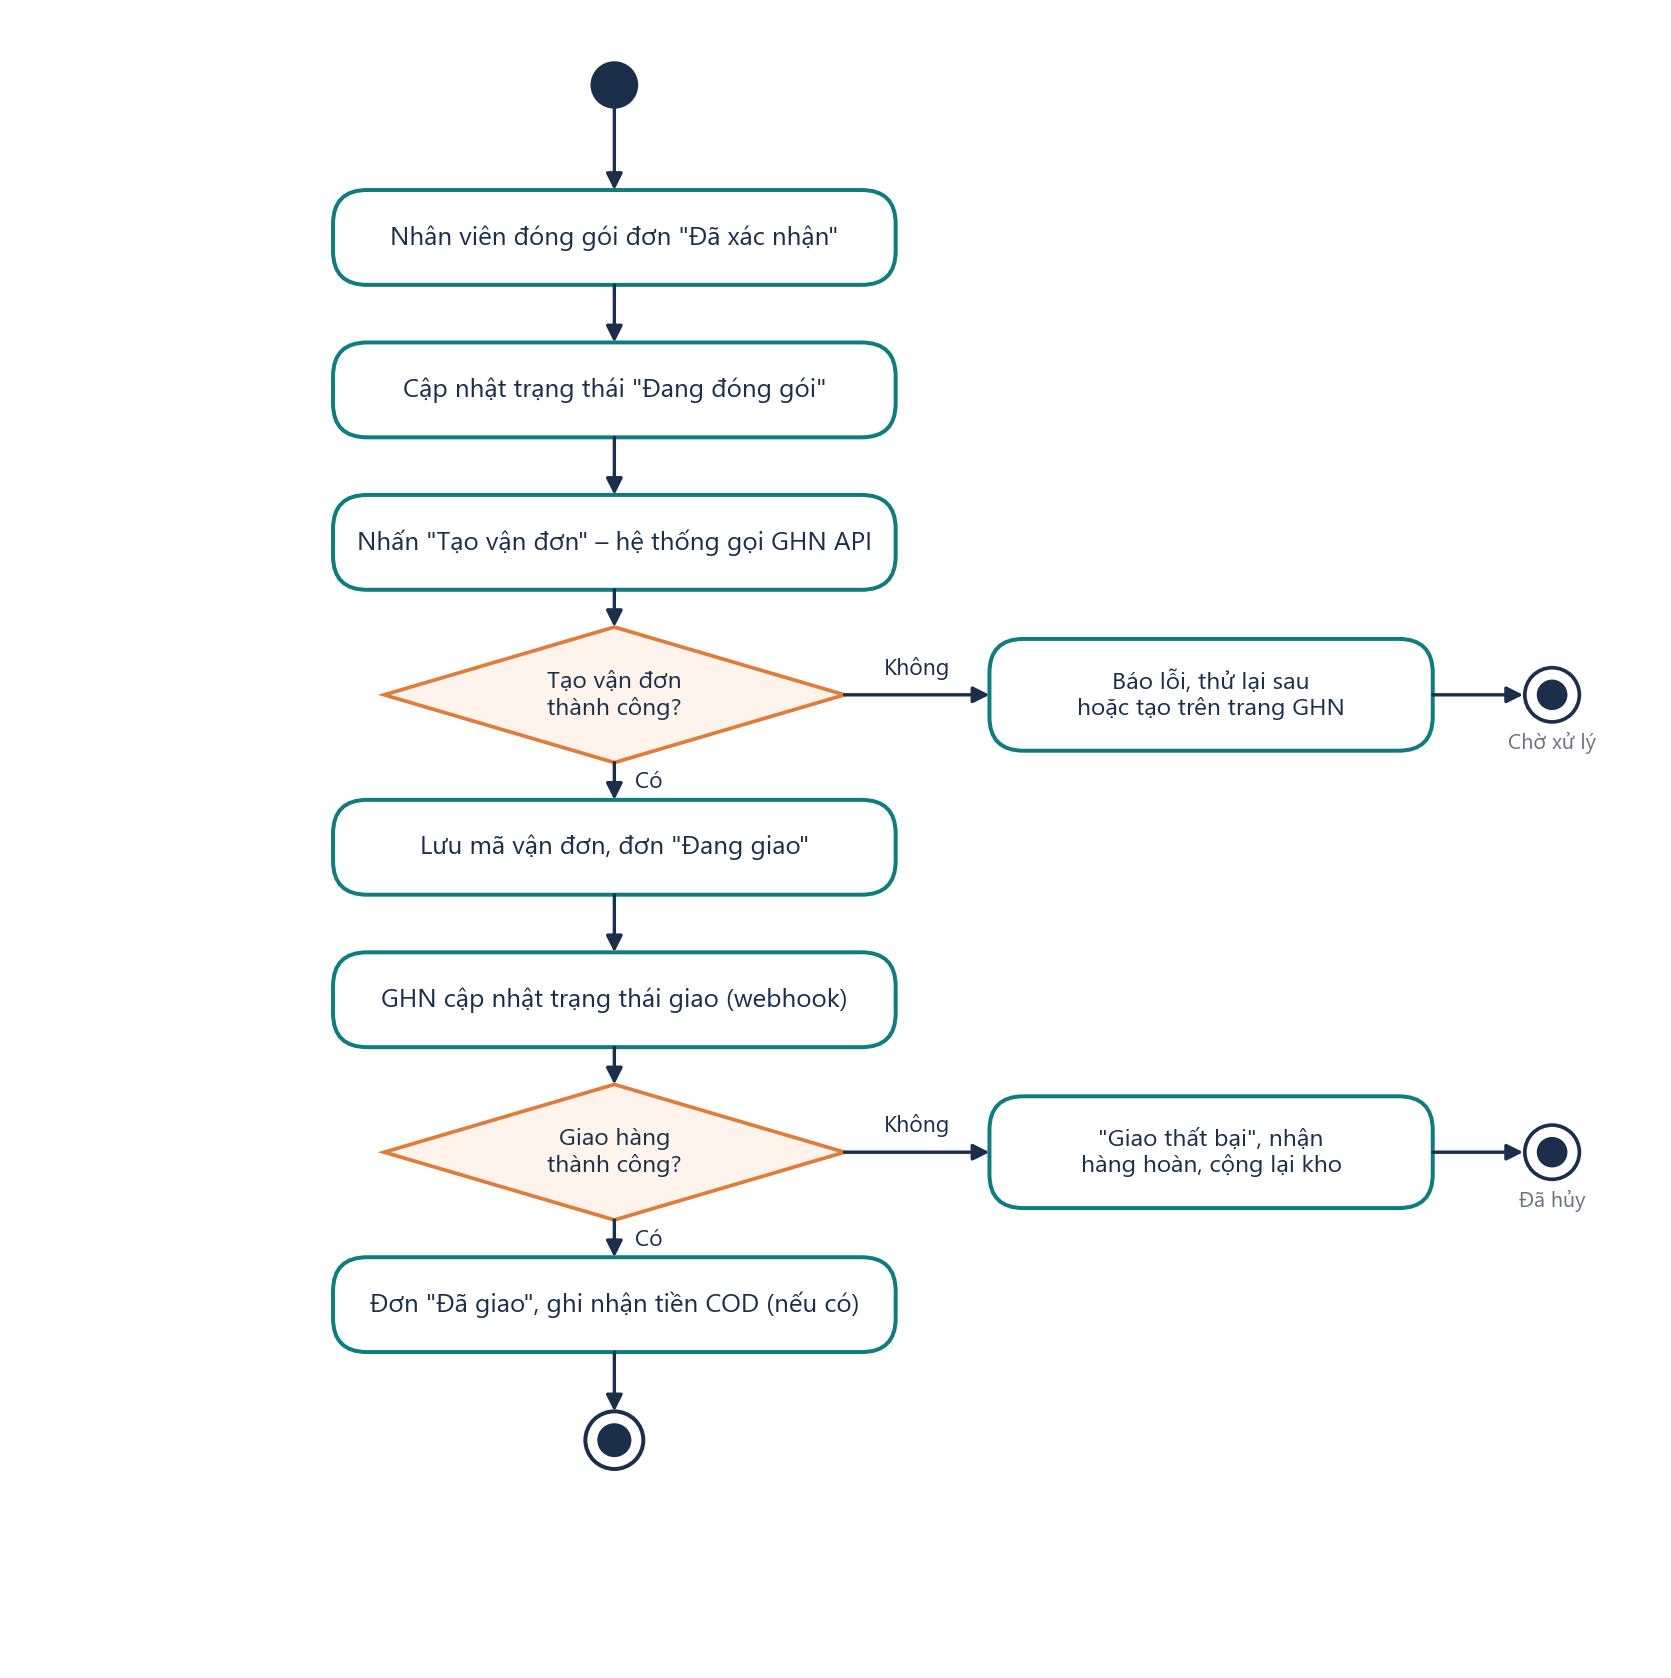 Nhân viên đóng gói đơn "Đã xác nhận"
Cập nhật trạng thái "Đang đóng gói"
Nhấn "Tạo vận đơn" – hệ thống gọi GHN API
Tạo vận đơn
thành công?
Không
Báo lỗi, thử lại sau
hoặc tạo trên trang GHN
Chờ xử lý
Có
Lưu mã vận đơn, đơn "Đang giao"
GHN cập nhật trạng thái giao (webhook)
Giao hàng
thành công?
Không
"Giao thất bại", nhận
hàng hoàn, cộng lại kho
Đã hủy
Có
Đơn "Đã giao", ghi nhận tiền COD (nếu có)